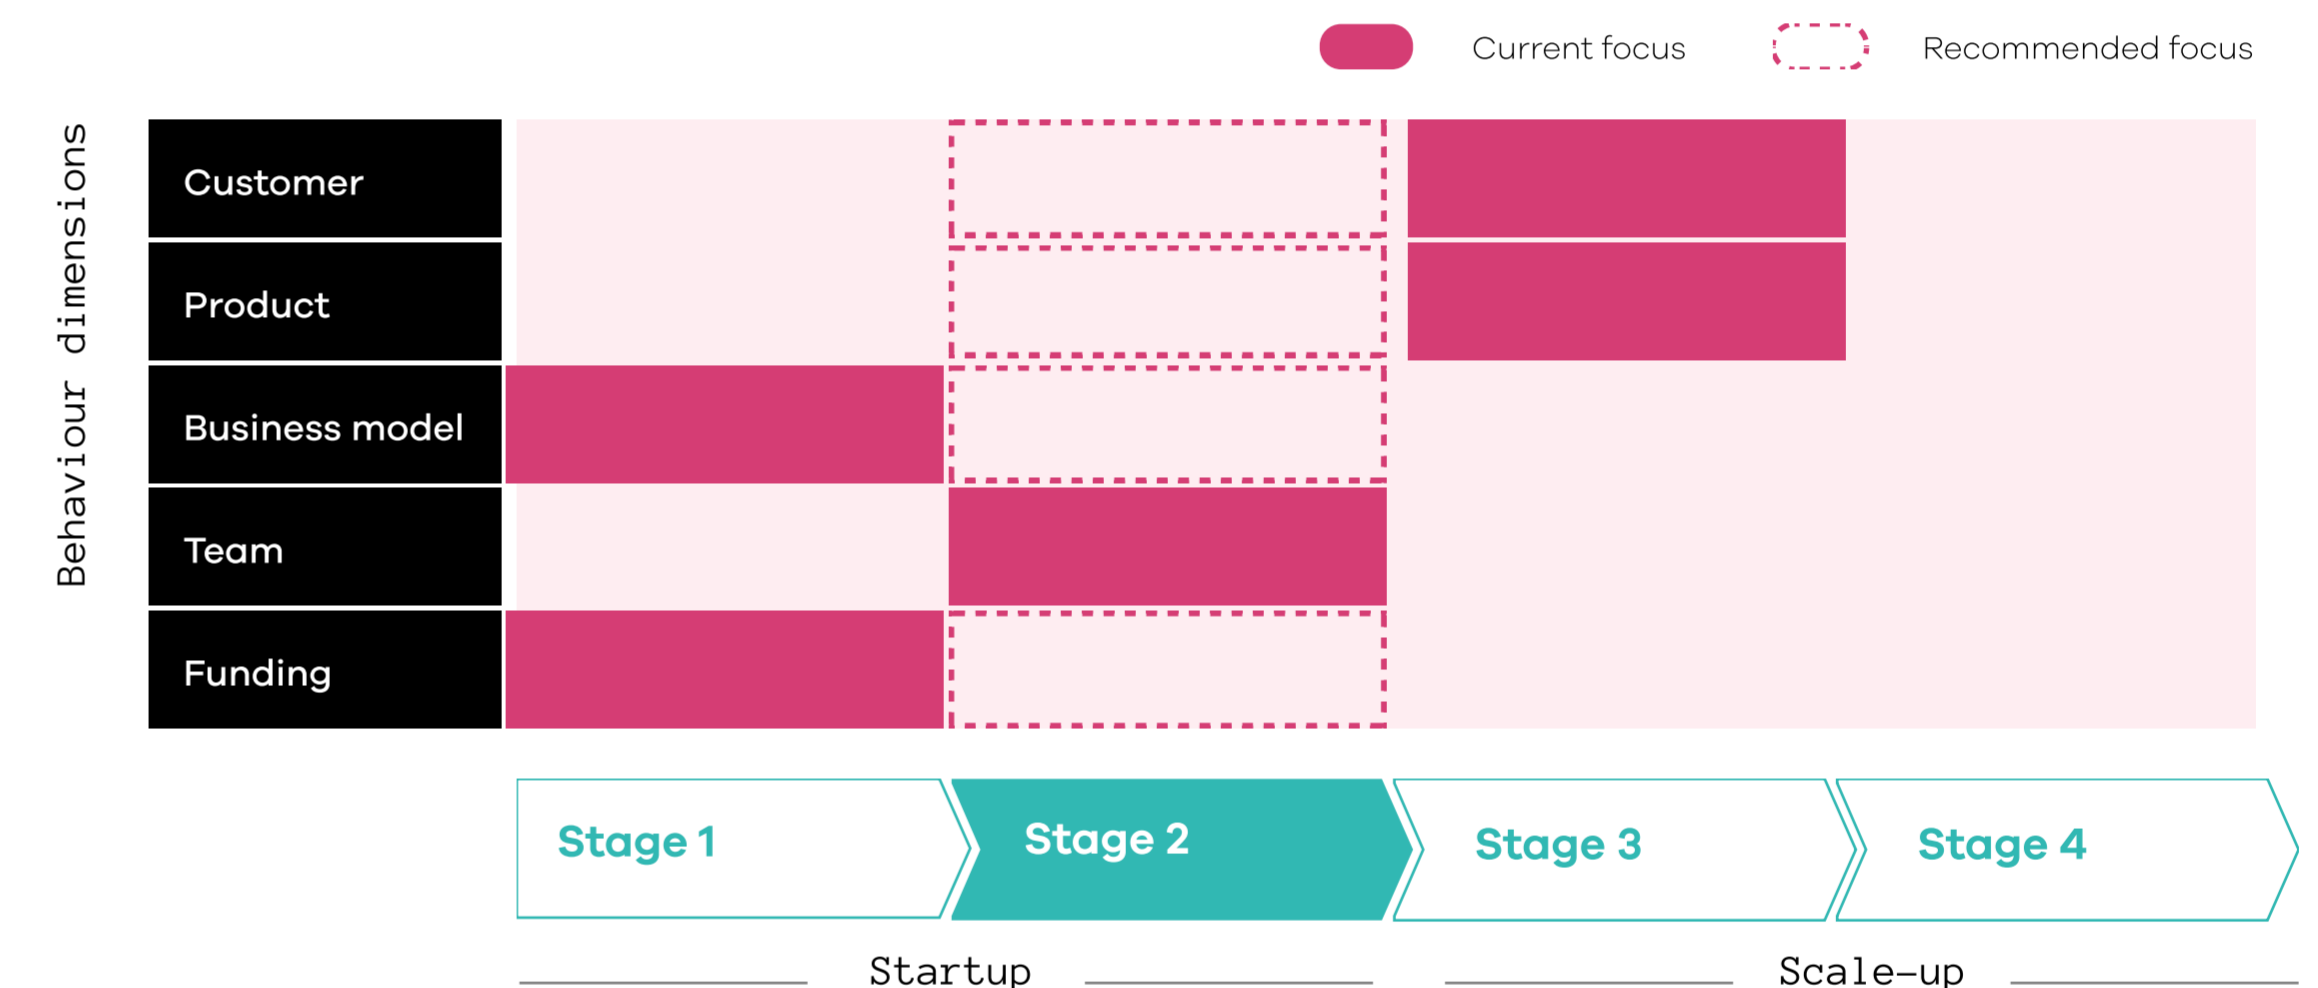 Current focus
Recommended focus
Behaviour dimensions
Customer
Product
Business model
Team
Funding
Stage 1
Stage 2
Stage 3
Stage 4
Startup
Scale-up